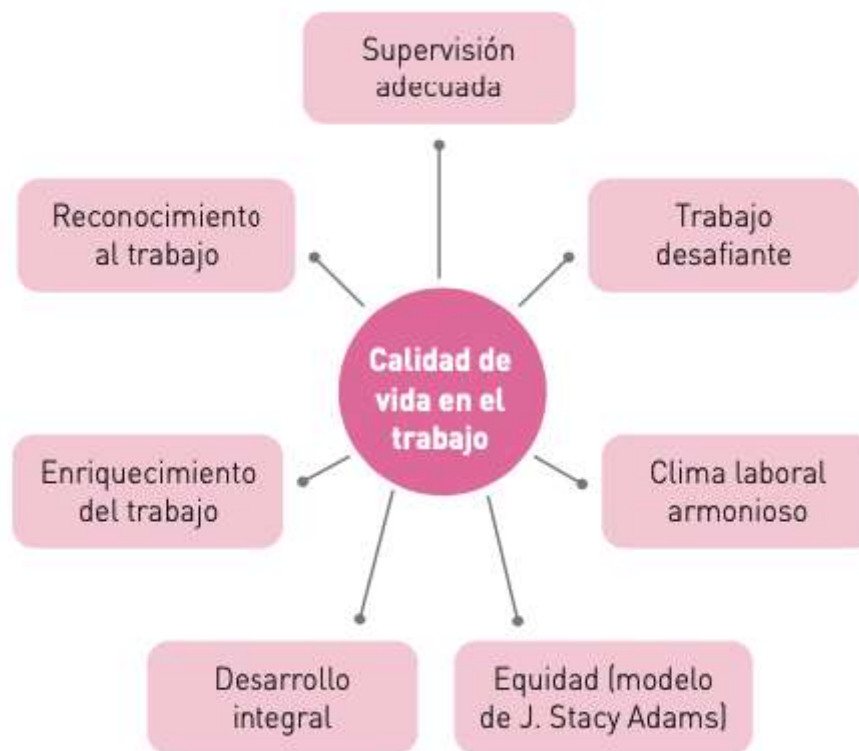 Supervisión
adecuada
Reconocimiento
al trabajo
Trabajo
desafiante
Calidad de
vida en el
trabajo
Enriquecimiento
del trabajo
Clima laboral
armonioso
Desarrollo
integral
Equidad (modelo
de J. Stacy Adams)